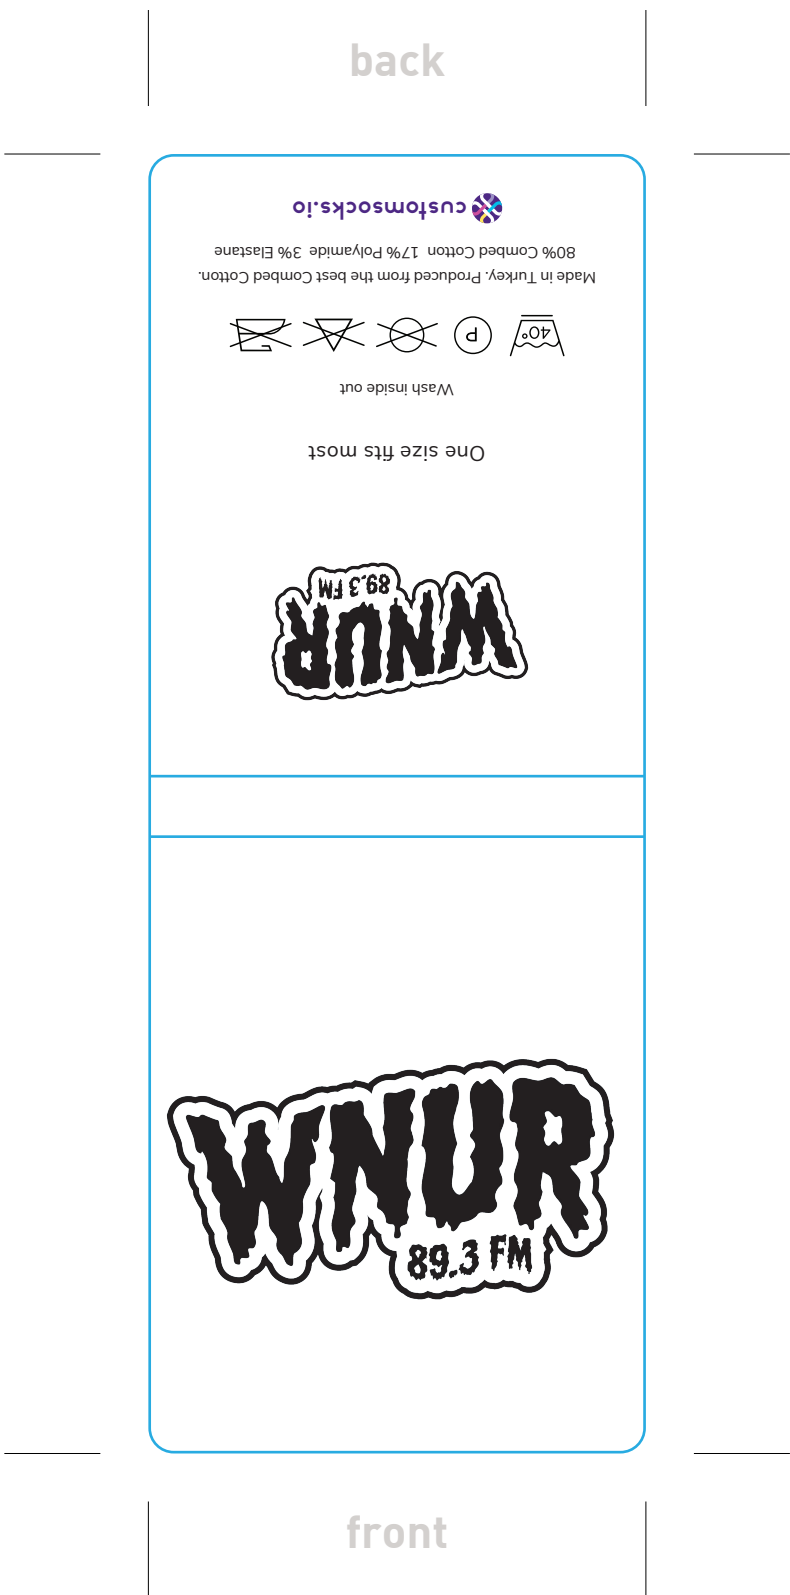 back
customsocks.io
80% Combed Cotton 17% Polyamide 3% Elastane
Made in Turkey. Produced from the best Combed Cotton.
40° P
Wash inside out
One size fits most
89.3 FM
WNUR
WNUR
89.3 FM
front